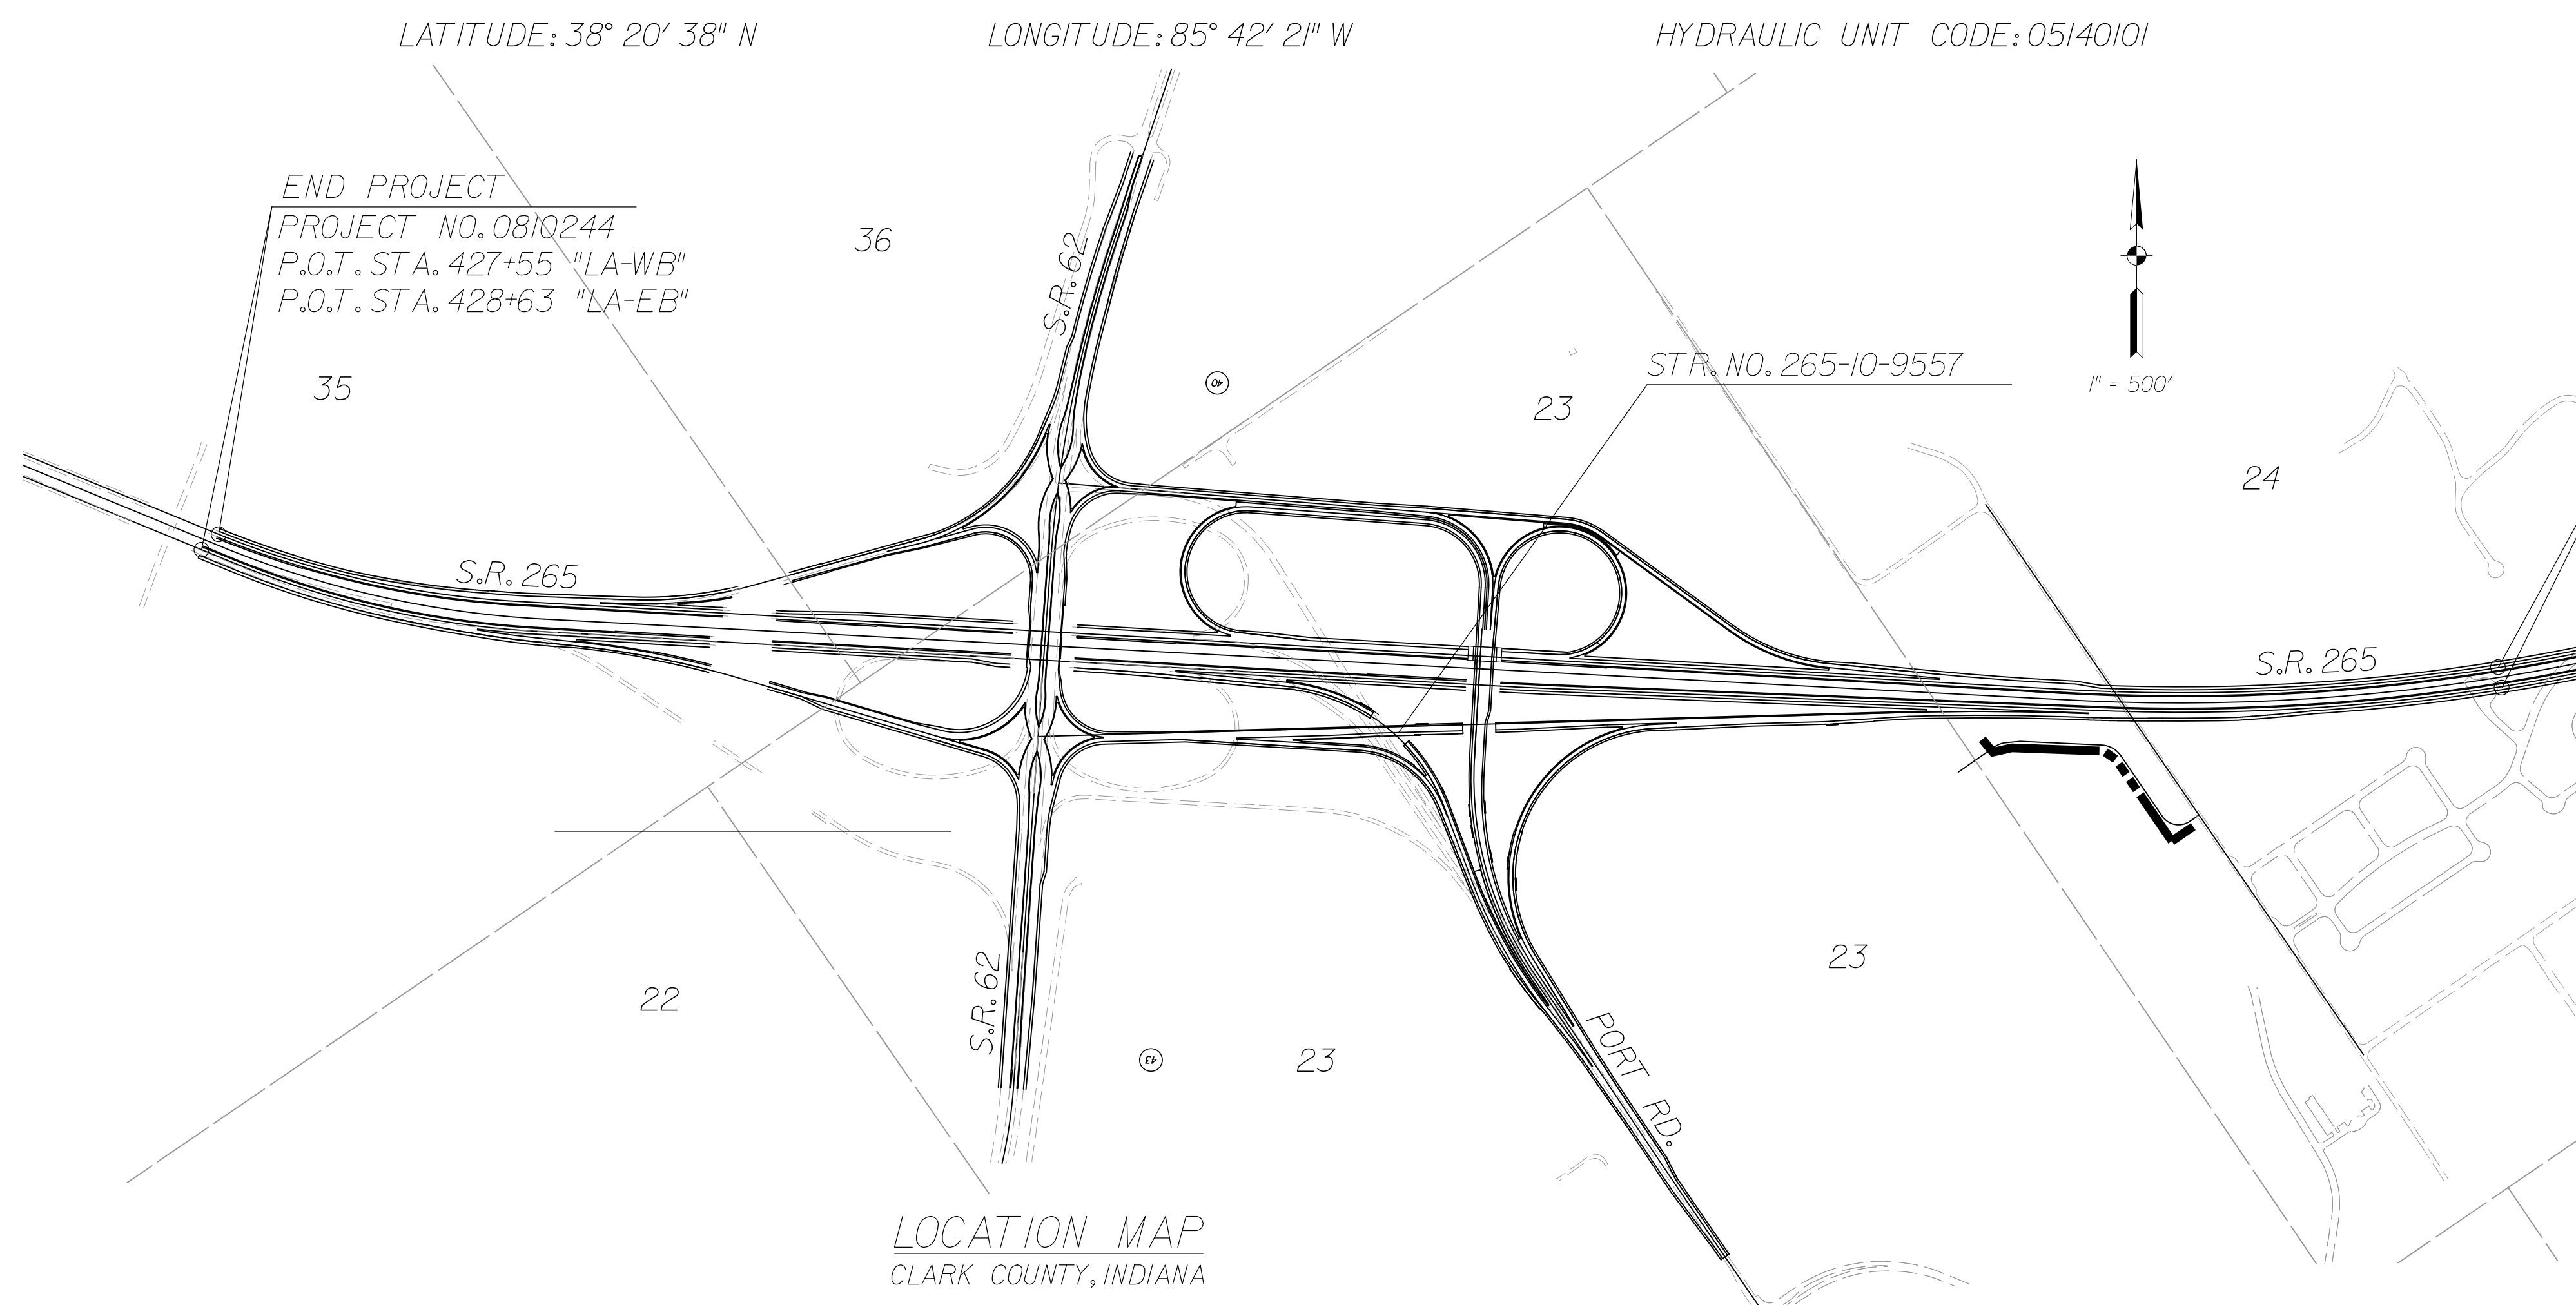 LATITUDE: 38° 20' 38" N
LONGITUDE: 85° 42' 21" W
HYDRAULIC UNIT CODE: 05140101
END PROJECT
PROJECT NO. 0810244
P.O.T. STA. 427+55 "LA-WB"
P.O.T. STA. 428+63 "LA-EB"
36
S.R. 62
35
40
STR. NO. 265-10-9557
1" = 500'
23
24
S.R. 265
S.R. 265
22
S.R. 62
43
23
23
PORT RD.
LOCATION MAP
CLARK COUNTY, INDIANA